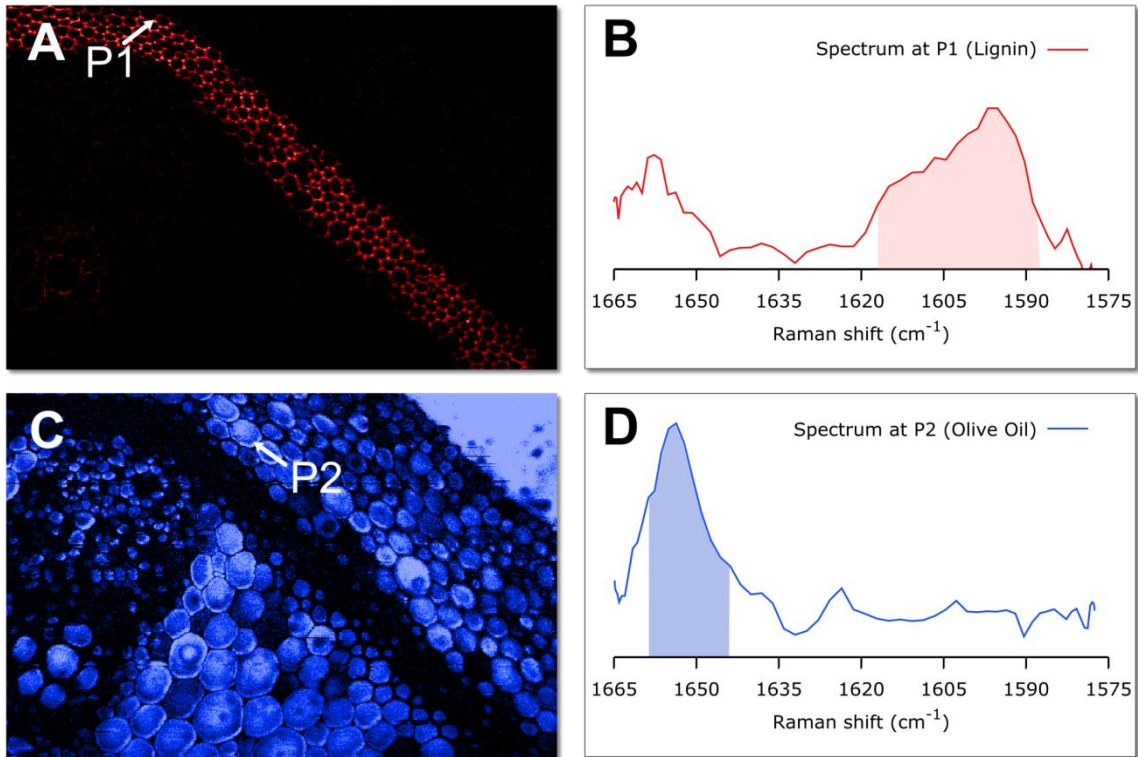 A
P1
B
Spectrum at P1 (Lignin)
1665 1650 1635 1620 1605 1590 1575
Raman shift (cm-1)
C
P2
D
Spectrum at P2 (Olive Oil)
1665 1650 1635 1620 1605 1590 1575
Raman shift (cm-1)